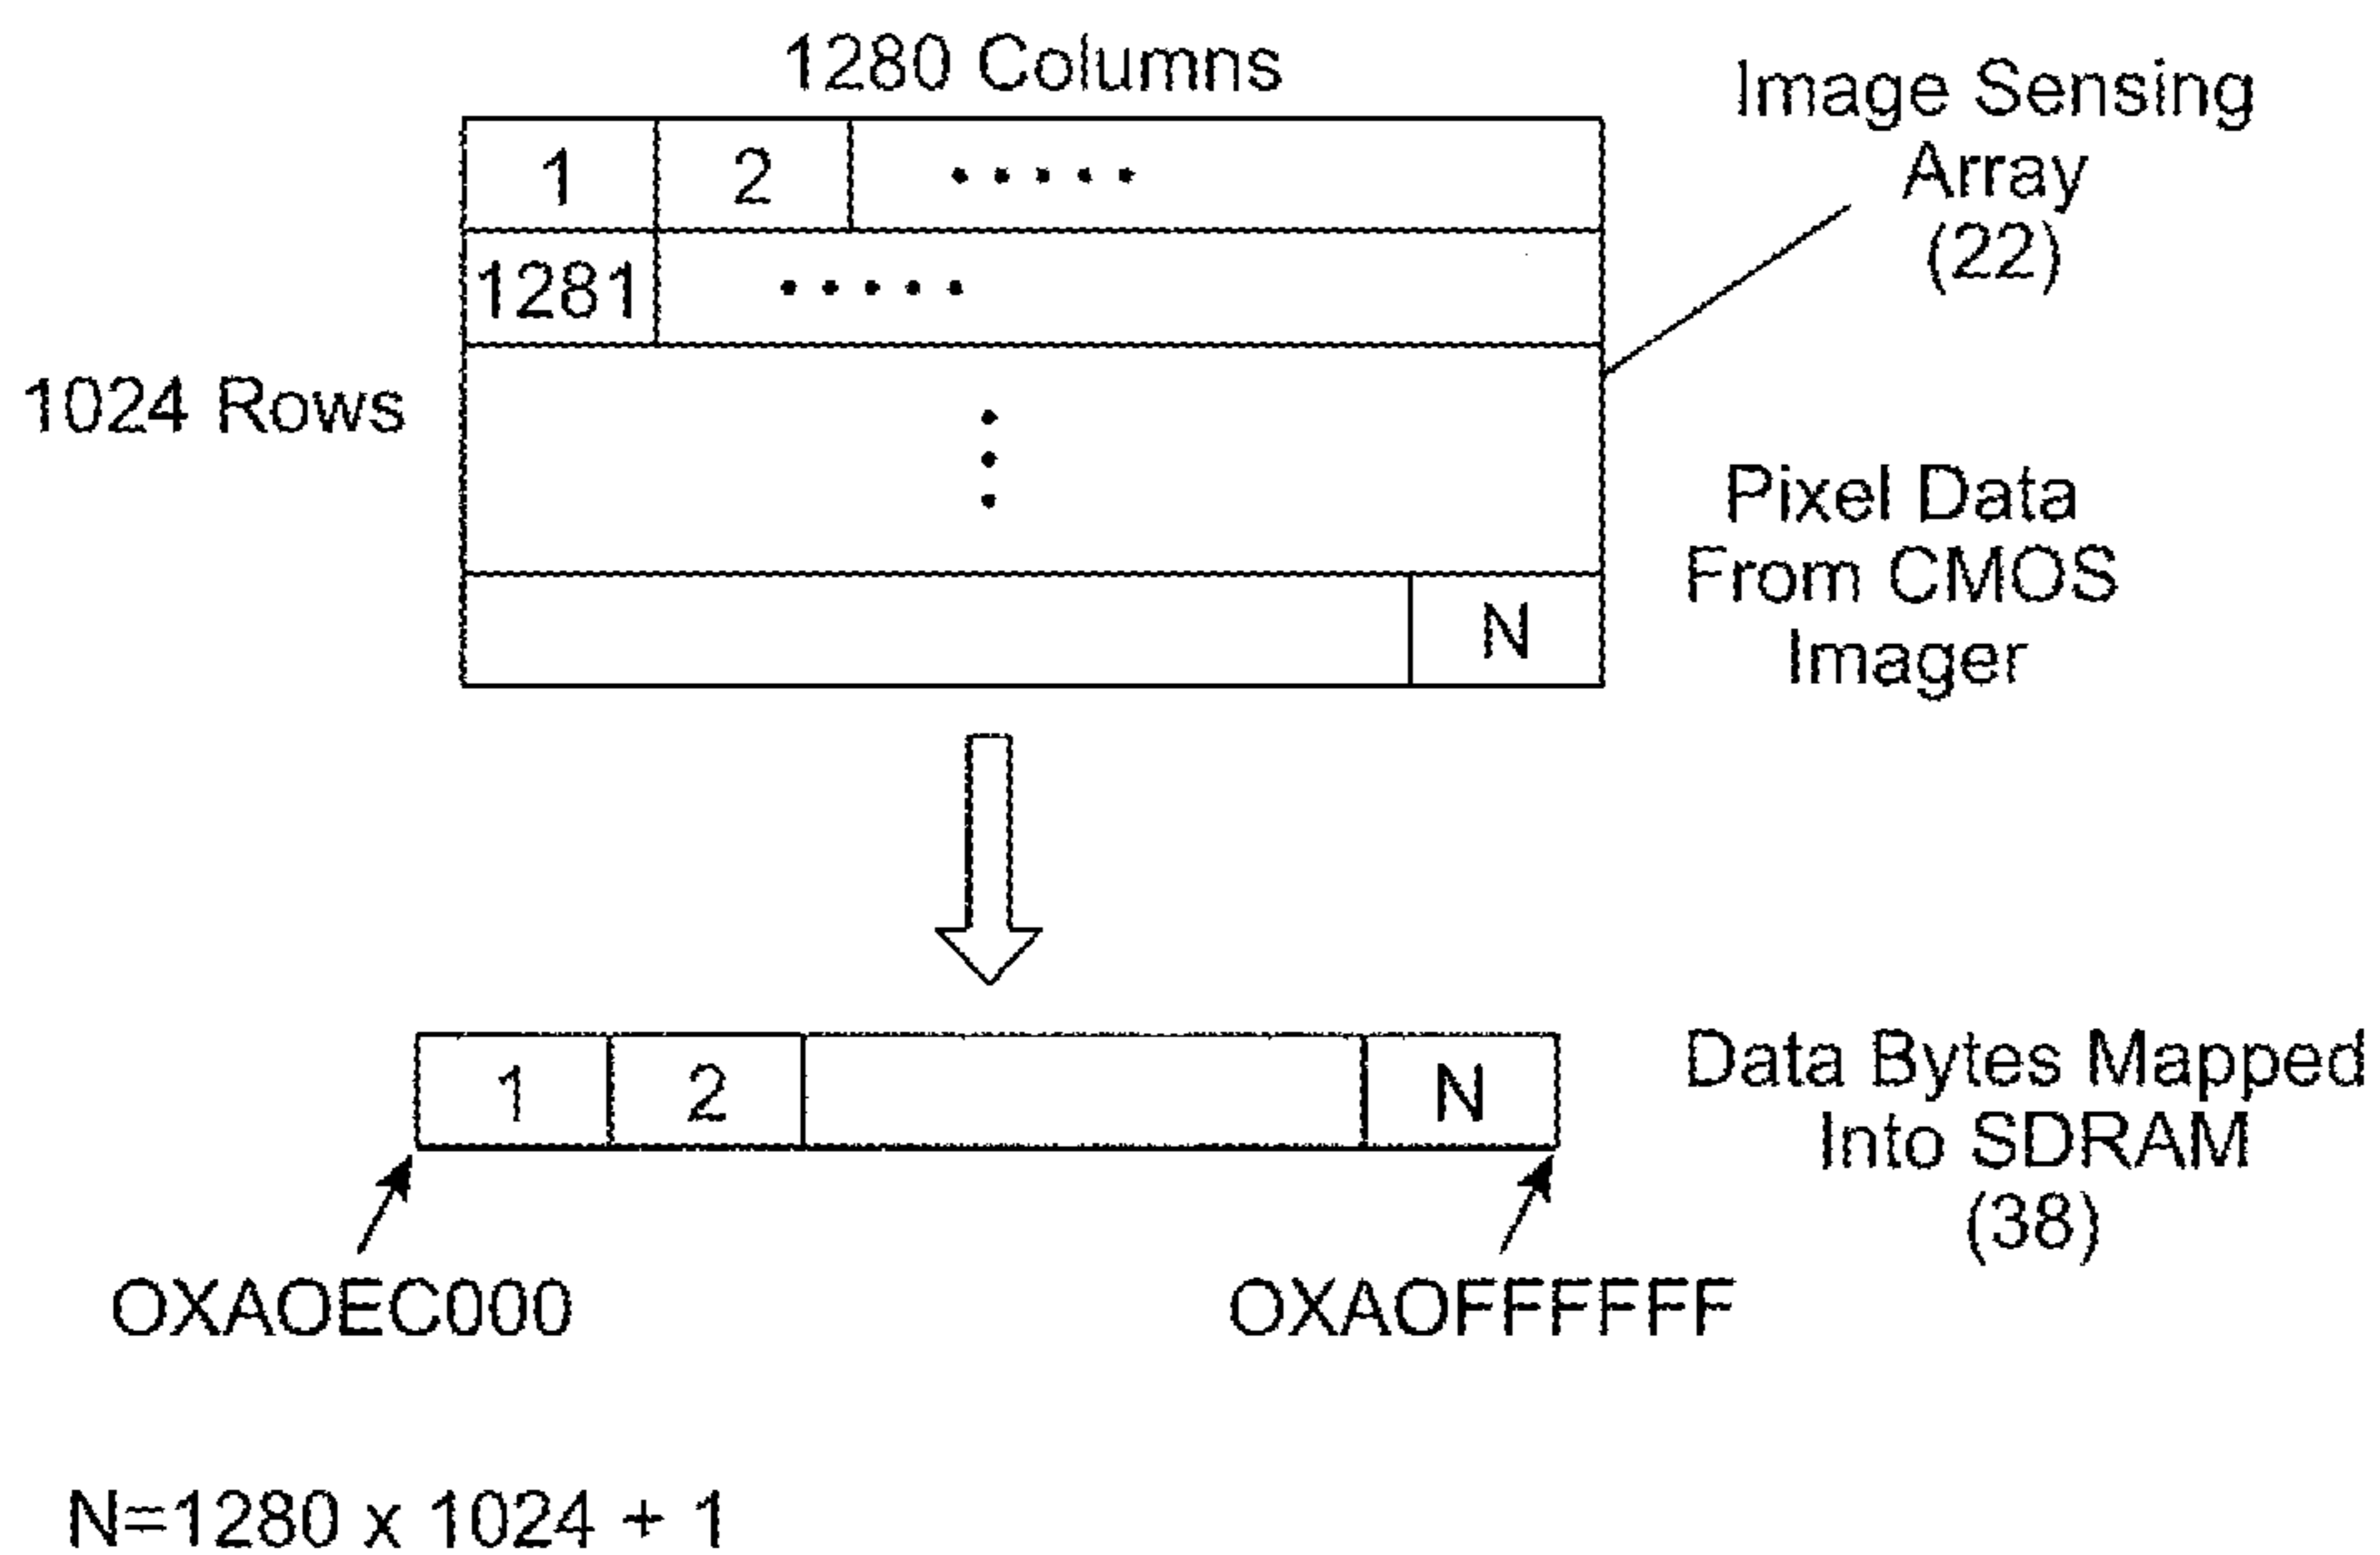 1280 Columns
Image Sensing
Array
(22)
1 2 .....
1281 .....
1024 Rows
Pixel Data
From CMOS
Imager
N
1 2 N
Data Bytes Mapped
Into SDRAM
(38)
OXAOEC000
OXAOFFFFFF
N=1280 x 1024 + 1